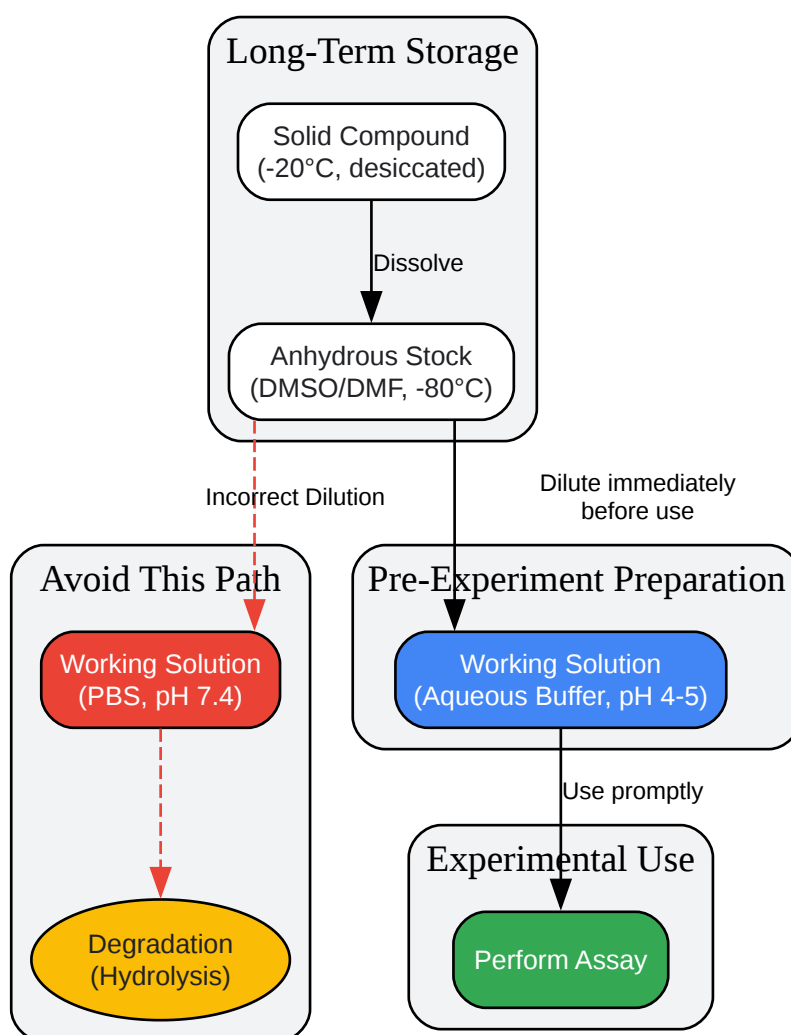 Long-Term Storage
Solid Compound
(-20°C, desiccated)
Dissolve
Anhydrous Stock
(DMSO/DMF, -80°C)
Incorrect Dilution
Dilute immediately
before use
Avoid This Path
Working Solution
(PBS, pH 7.4)
Degradation
(Hydrolysis)
Pre-Experiment Preparation
Working Solution
(Aqueous Buffer, pH 4-5)
Use promptly
Experimental Use
Perform Assay